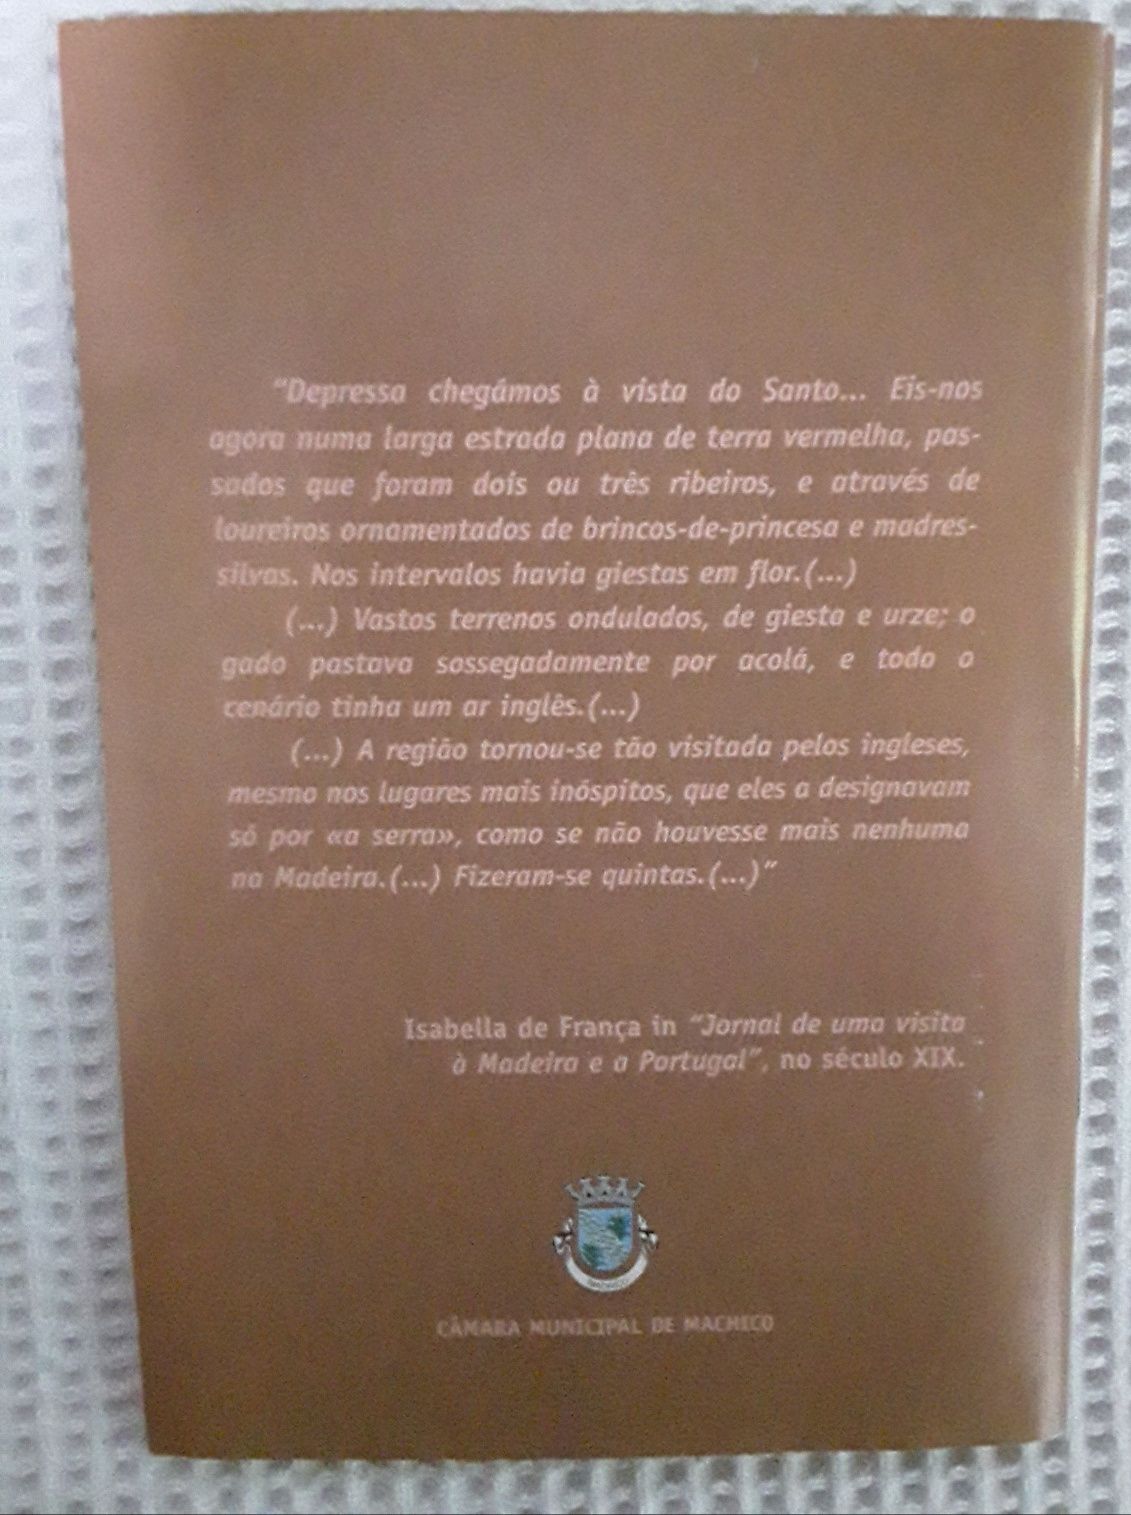 "Depressa chegámos à vista do Santo... Eis-nos
agora numa larga estrada plana de terra vermelha, pas-
sados que foram dois ou três ribeiros, e através de
loureiros ornamentados de brincos-de-princesa e madres-
silvas. Nos intervalos havia giestas em flor.(...)
(...) Vastos terrenos ondulados, de giesta e urze; o
gado pastava sossegadamente por acolá, e todo o
cenário tinha um ar inglês.(...)
(...) A região tornou-se tão visitada pelos ingleses,
mesmo nos lugares mais inóspitos, que eles a designavam
só por «a serra», como se não houvesse mais nenhuma
na Madeira.(...) Fizeram-se quintas.(...)"
Isabella de França in "Jornal de uma visita
à Madeira e a Portugal", no século XIX.
CÂMARA MUNICIPAL DE MACHICO